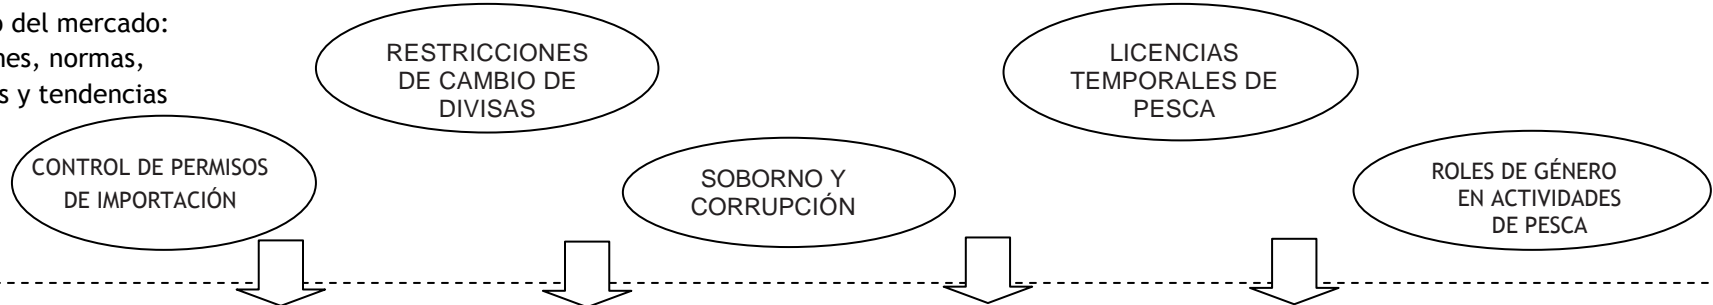 del mercado:
normas,
y tendencias
RESTRICCIONES
DE CAMBIO DE
DIVISAS
LICENCIAS
TEMPORALES DE
PESCA
CONTROL DE PERMISOS
DE IMPORTACIÓN
SOBORNO Y
CORRUPCIÓN
ROLES DE GÉNERO
EN ACTIVIDADES
DE PESCA